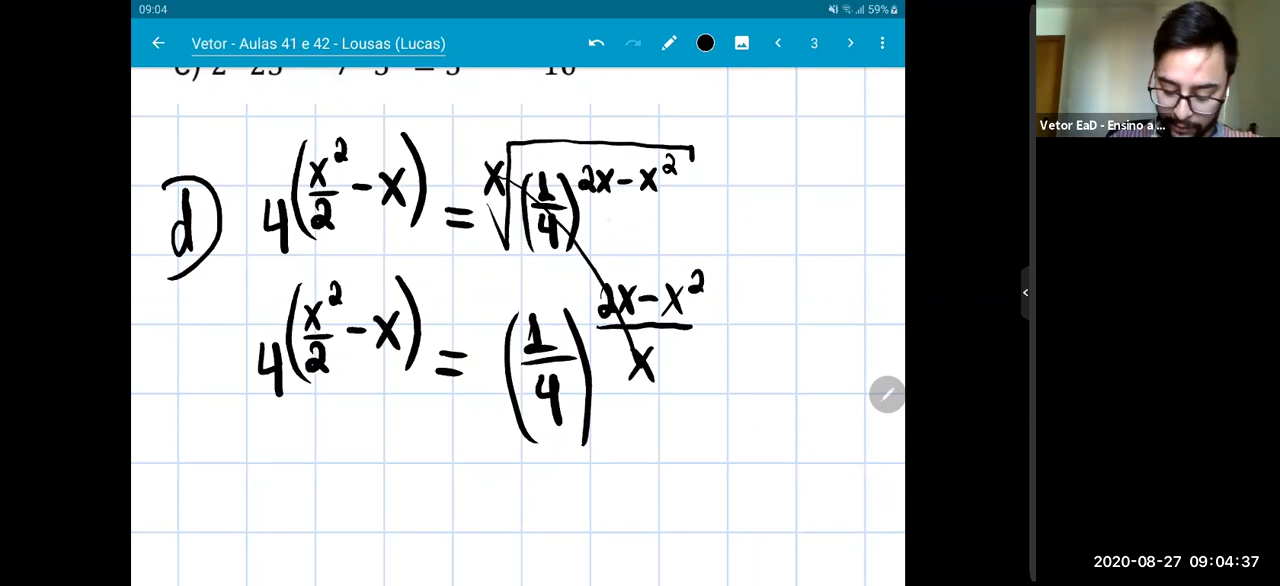 09:04
59%
Vetor - Aulas 41 e 42 - Lousas (Lucas)
3
d) 4^(x²/2 - x) = ˣ√(1/4)^2x-x²
4^(x²/2 - x) = (1/4)^(2x-x²)/x
Vetor EaD - Ensino a ...
2020-08-27 09:04:37